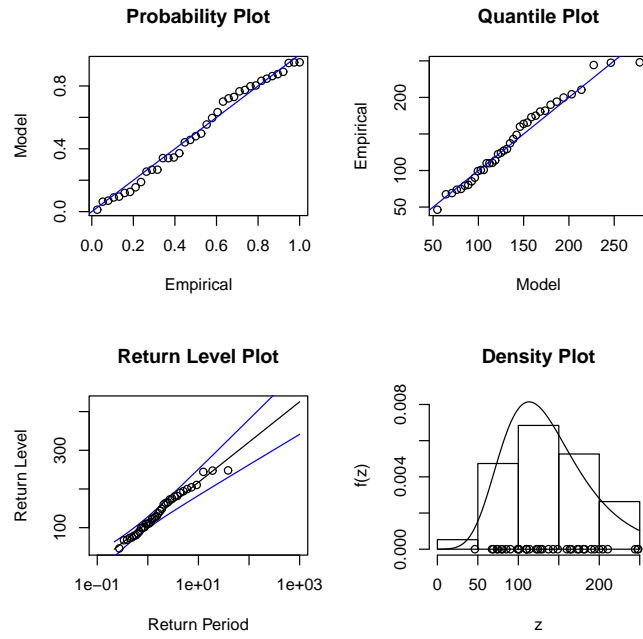 Probability Plot
Model
0.0 0.4 0.8
0.0 0.2 0.4 0.6 0.8 1.0
Empirical
Quantile Plot
Empirical
50 100 200
50 100 150 200 250
Model
Return Level Plot
Return Level
100 300
1e−01 1e+01 1e+03
Return Period
Density Plot
f(z)
0.000 0.004 0.008
0 50 100 200
z